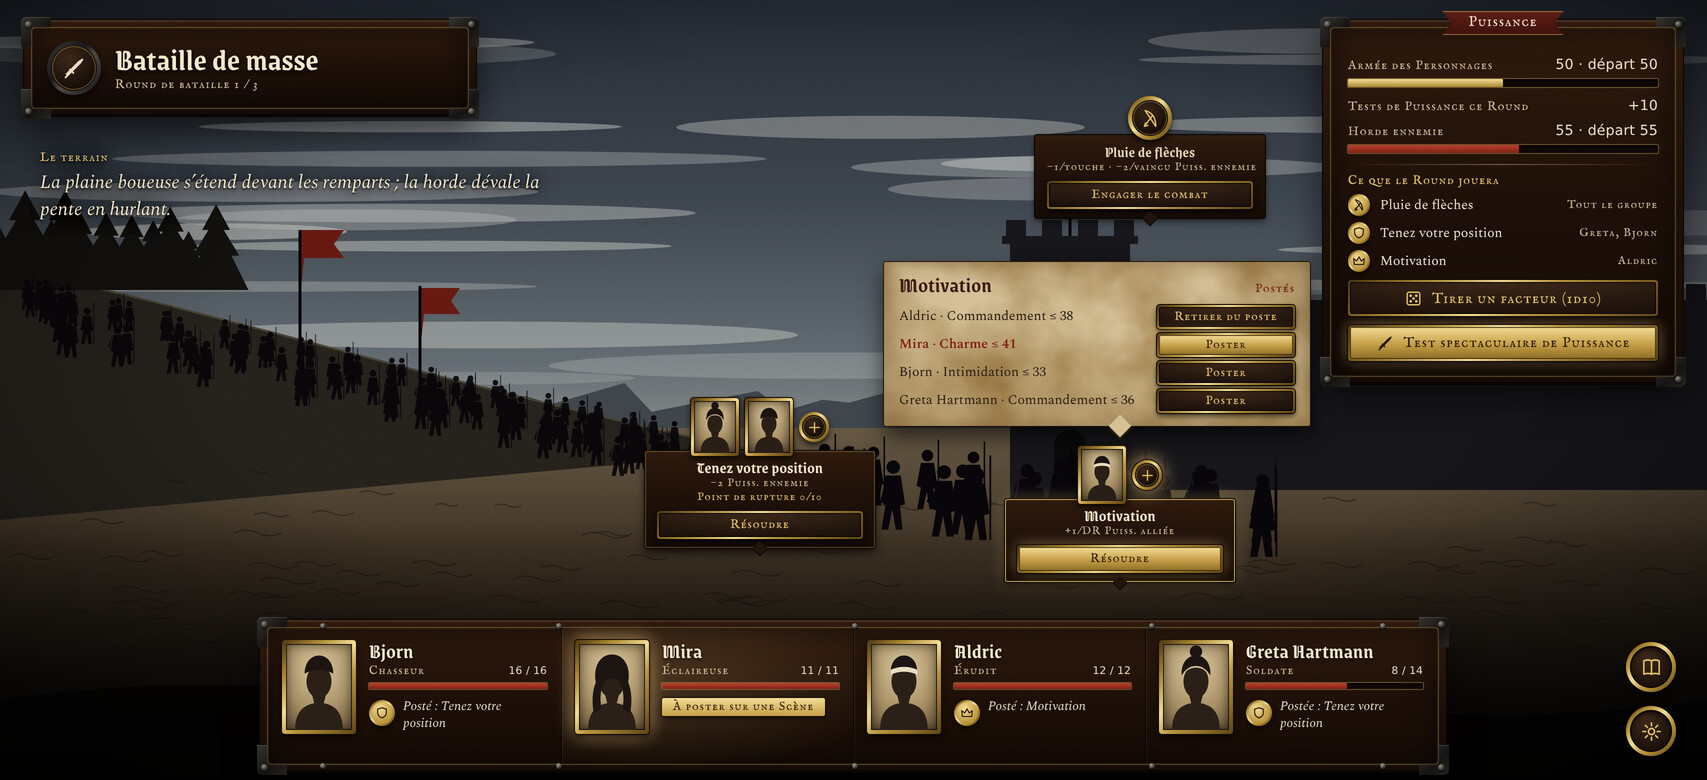 Bataille de masse
Round de bataille 1 / 3
Le terrain
La plaine boueuse s'étend devant les remparts ; la horde dévale la
pente en hurlant.
Pluie de flèches
−1/touche · −2/vaincu Puiss. ennemie
Engager le combat
Puissance
Armée des Personnages 50 · départ 50
Tests de Puissance ce Round +10
Horde ennemie 55 · départ 55
Ce que le Round jouera
Pluie de flèches Tout le groupe
Tenez votre position Greta, Bjorn
Motivation Aldric
Tirer un facteur (1D10)
Test spectaculaire de Puissance
Motivation Postés
Aldric · Commandement ≤ 38 Retirer du poste
Mira · Charme ≤ 41 Poster
Bjorn · Intimidation ≤ 33 Poster
Greta Hartmann · Commandement ≤ 36 Poster
Tenez votre position
−2 Puiss. ennemie
Point de rupture 0/10
Résoudre
Motivation
+1/DR Puiss. alliée
Résoudre
Bjorn
Chasseur 16 / 16
Posté : Tenez votre
position
Mira
Éclaireuse 11 / 11
À poster sur une Scène
Aldric
Érudit 12 / 12
Posté : Motivation
Greta Hartmann
Soldate 8 / 14
Postée : Tenez votre
position